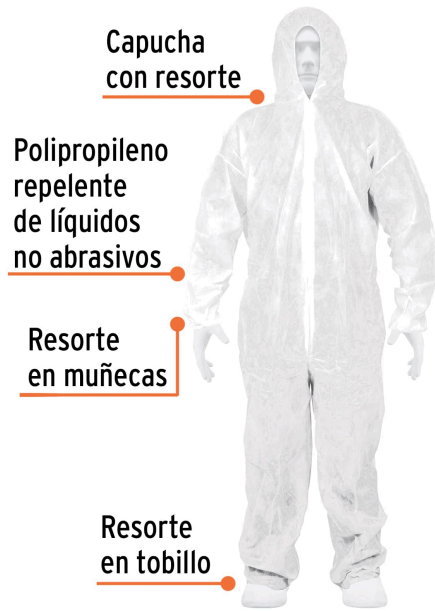 Capucha
con resorte
Polipropileno
repelente
de líquidos
no abrasivos
Resorte
en muñecas
Resorte
en tobillo